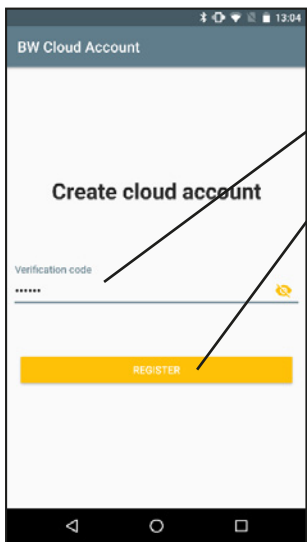 13:04
BW Cloud Account
Create cloud account
Verification code
••••••
REGISTER